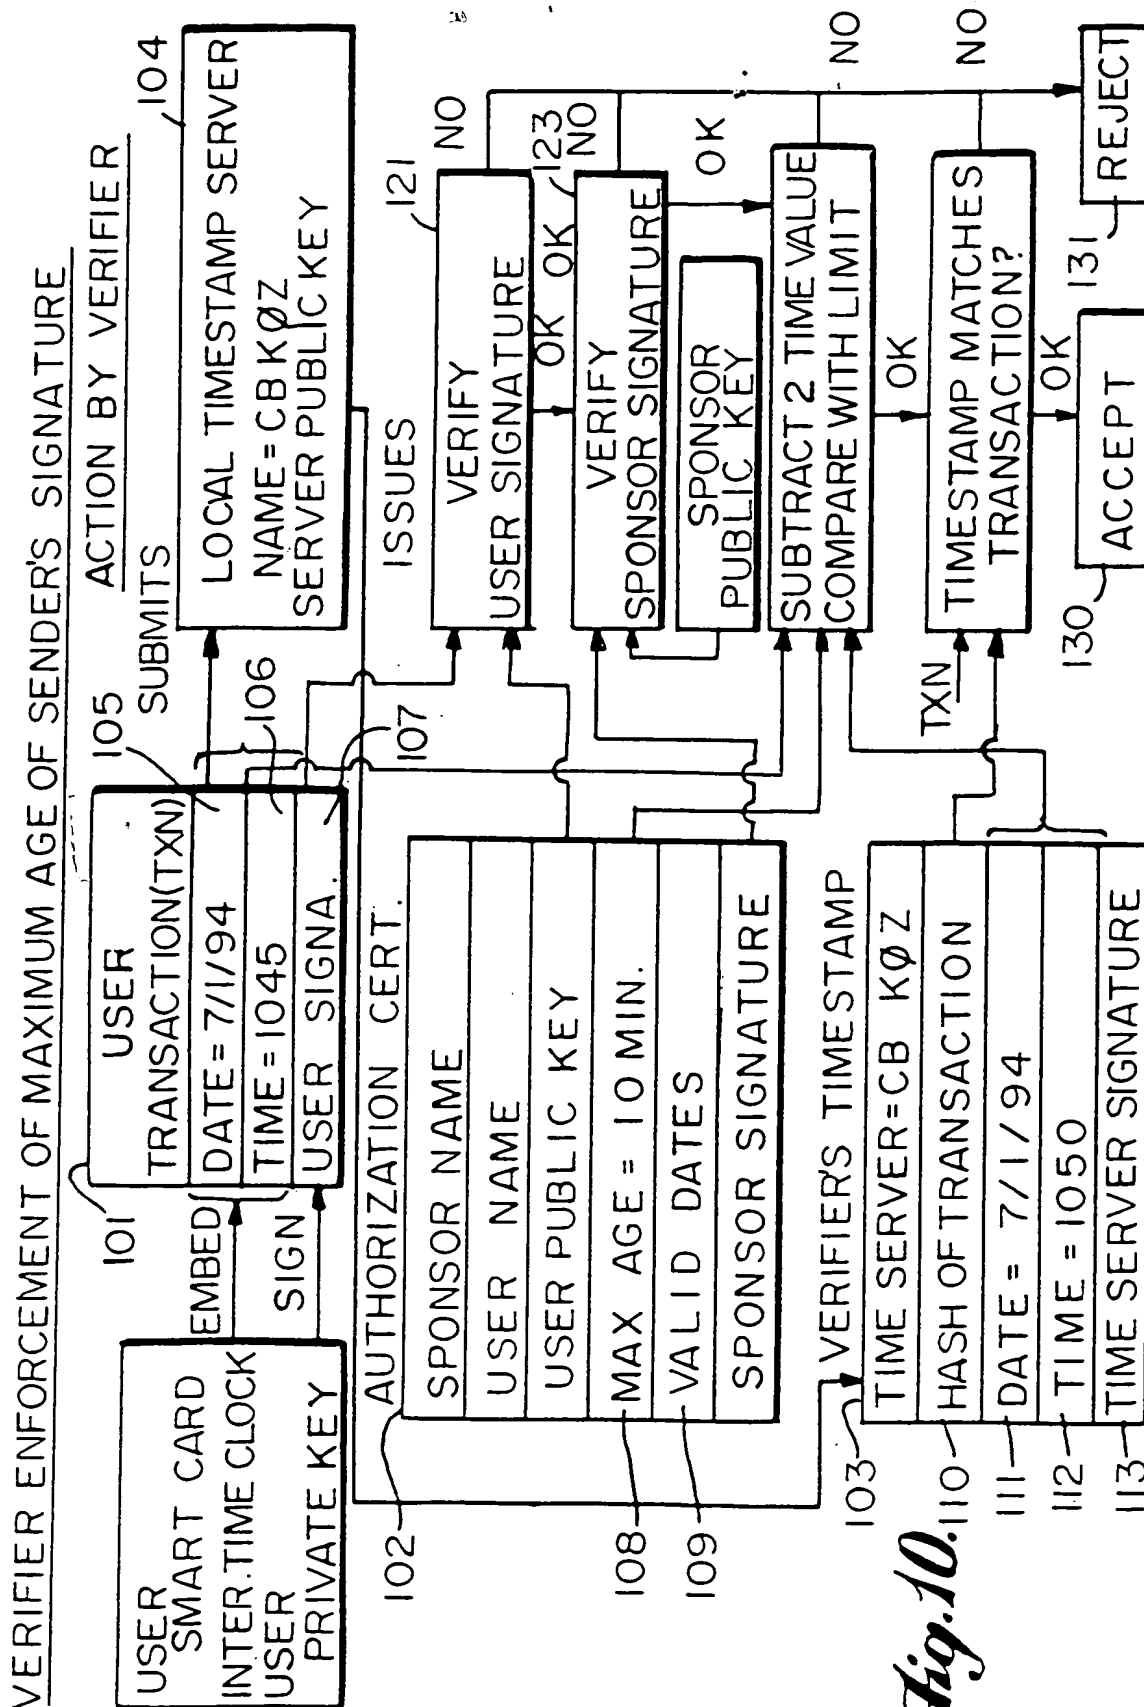 VERIFIER ENFORCEMENT OF MAXIMUM AGE OF SENDER'S SIGNATURE
ACTION BY VERIFIER
USER
SMART CARD
INTER.TIME CLOCK
USER
PRIVATE KEY
EMBED
SIGN
101
USER
TRANSACTION(TXN)
DATE = 7/1/94
TIME = 1045
USER SIGNA.
105
106
107
SUBMITS
104
LOCAL TIMESTAMP SERVER
NAME = CB KØZ
SERVER PUBLIC KEY
ISSUES
102
AUTHORIZATION CERT.
SPONSOR NAME
USER NAME
USER PUBLIC KEY
MAX AGE = 10 MIN.
VALID DATES
SPONSOR SIGNATURE
108
109
121
VERIFY
USER SIGNATURE
NO
OK OK
123
VERIFY
SPONSOR SIGNATURE
NO
SPONSOR
PUBLIC KEY
OK
SUBTRACT 2 TIME VALUE
COMPARE WITH LIMIT
NO
OK
103
VERIFIER'S TIMESTAMP
TIME SERVER=CB KØZ
HASH OF TRANSACTION
DATE = 7/1/94
TIME = 1050
TIME SERVER SIGNATURE
110
111
112
113
TXN
TIMESTAMP MATCHES
TRANSACTION?
NO
OK
130
ACCEPT
131
REJECT
Fig.10.